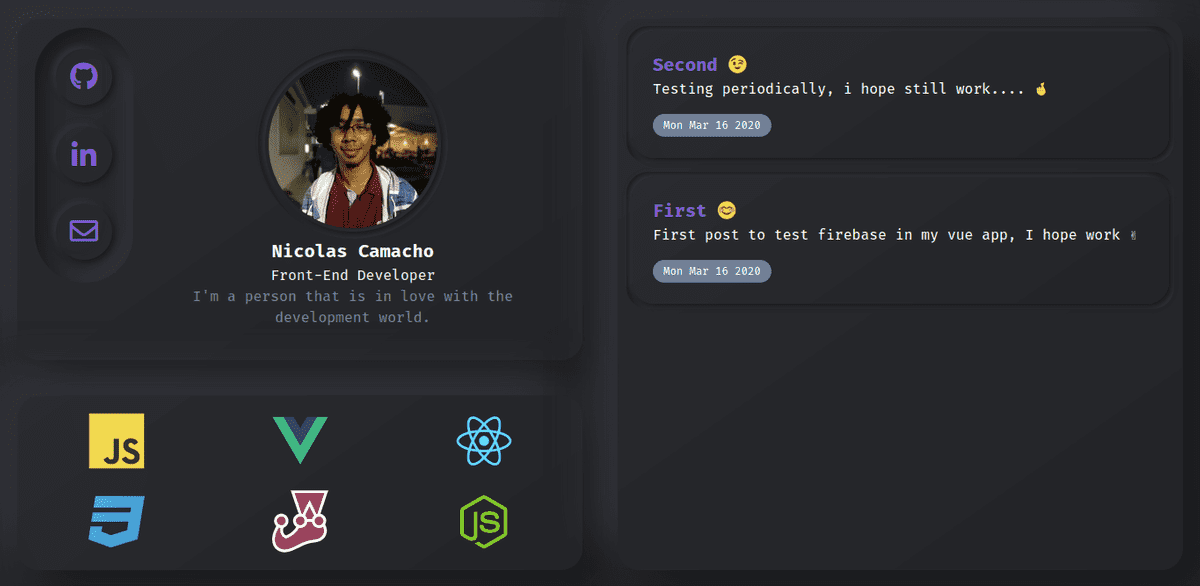 in
Nicolas Camacho
Front-End Developer
I'm a person that is in love with the
development world.
JS
JS
Second 😉
Testing periodically, i hope still work.... 🤞
Mon Mar 16 2020
First 😊
First post to test firebase in my vue app, I hope work ✌
Mon Mar 16 2020